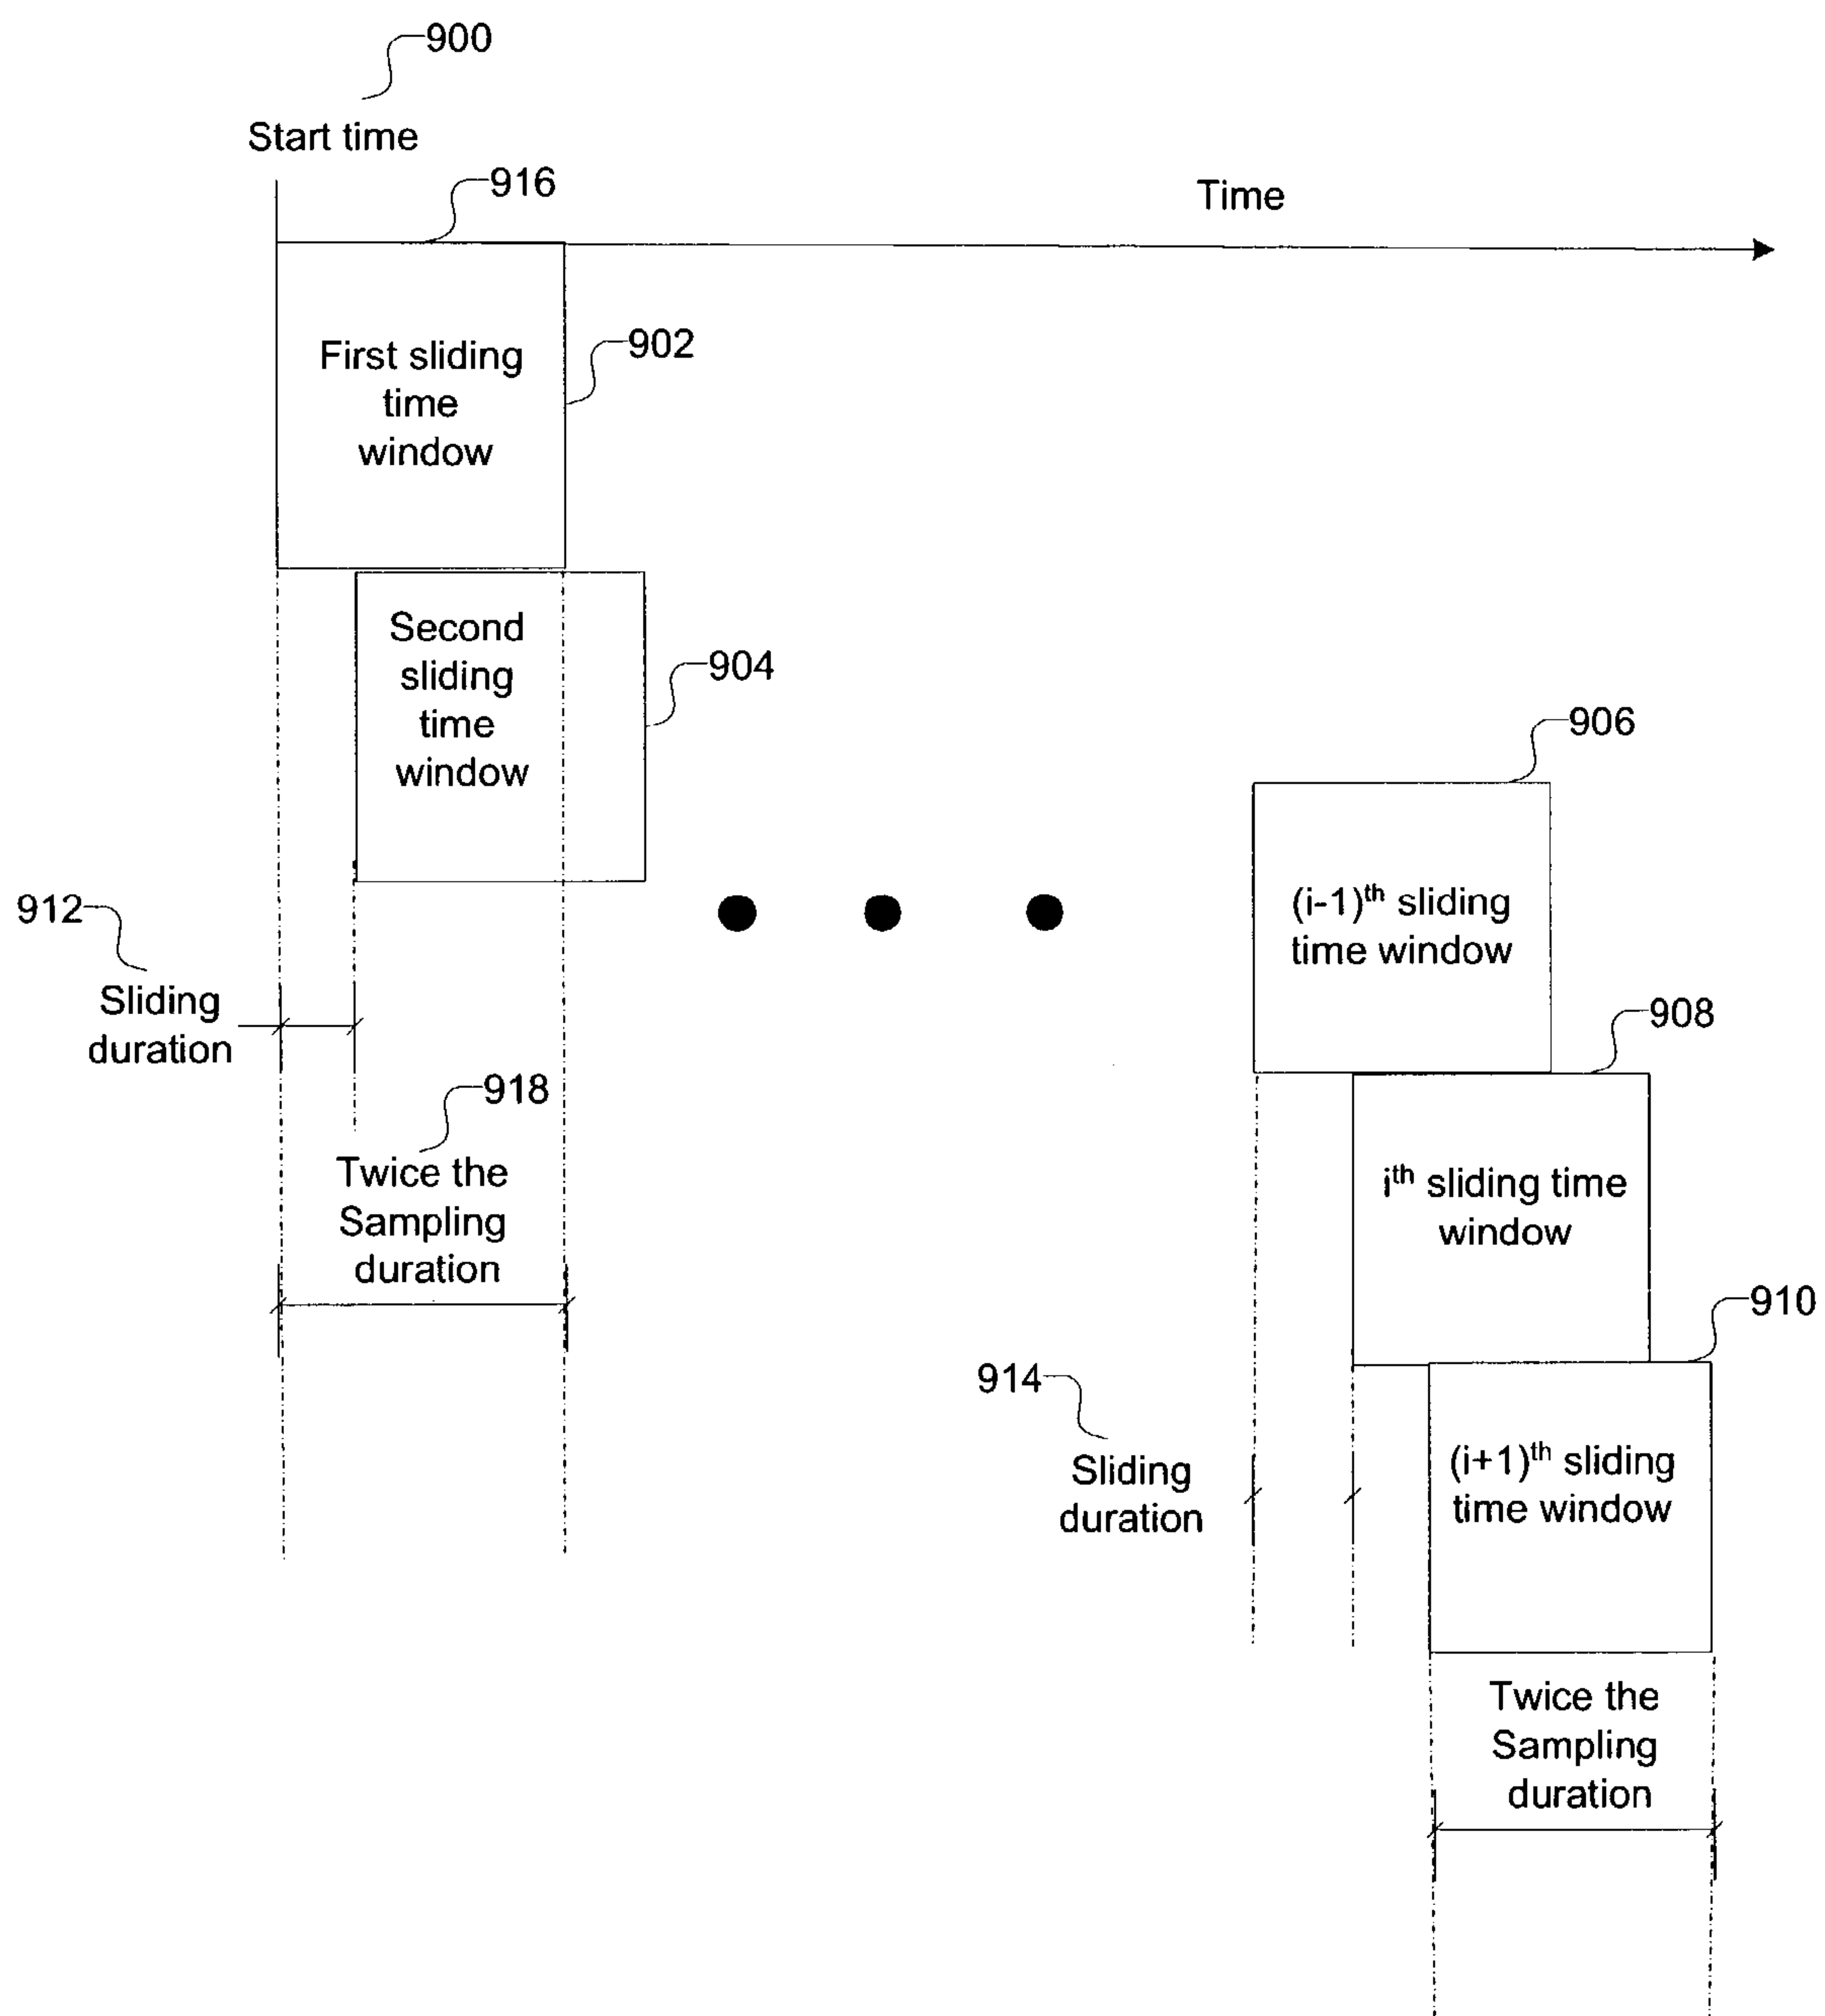 900
Start time
916
Time
First sliding
time
window
902
Second
sliding
time
window
904
906
(i-1)th sliding
time window
912
Sliding
duration
908
ith sliding time
window
918
Twice the
Sampling
duration
910
914
Sliding
duration
(i+1)th sliding
time window
Twice the
Sampling
duration